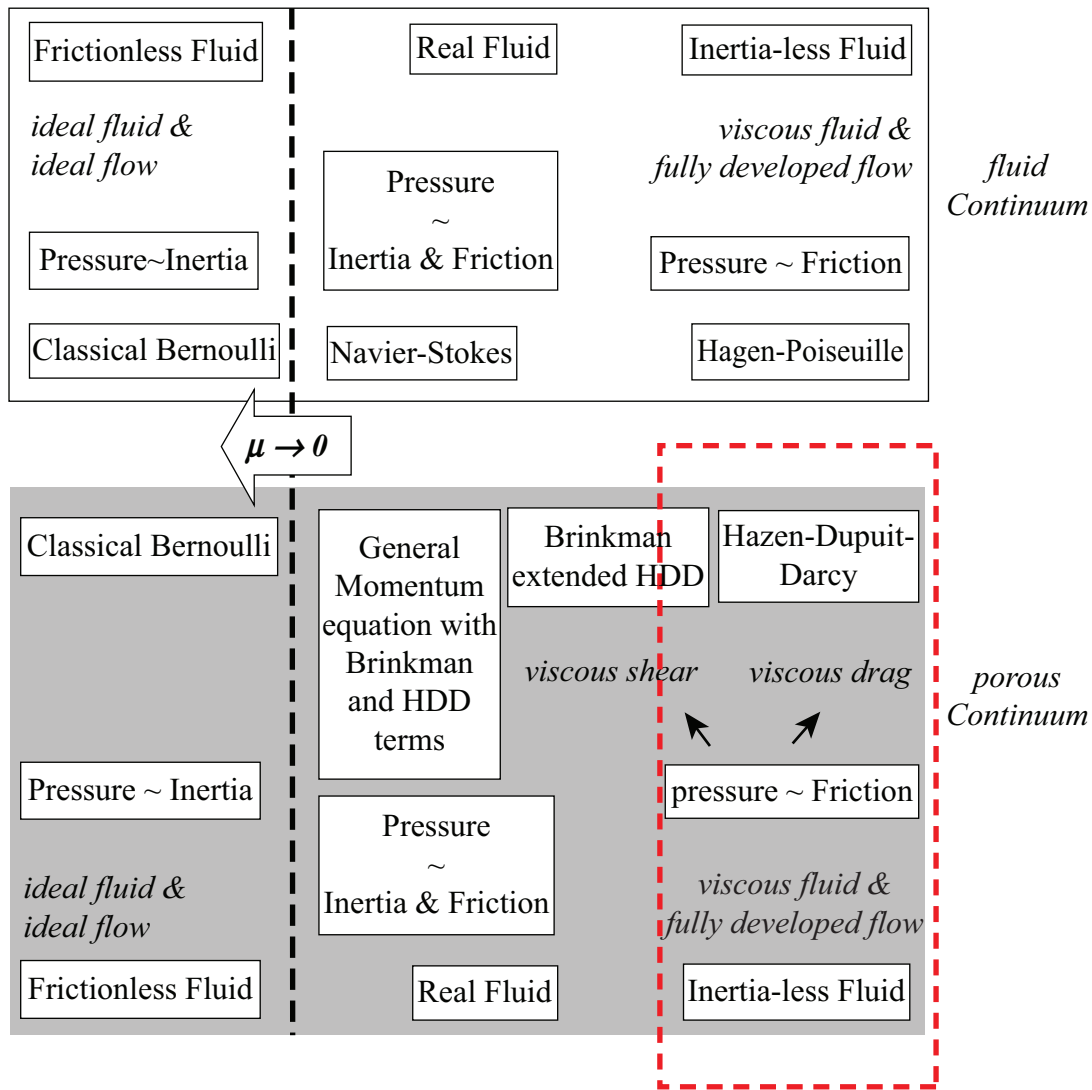 Frictionless Fluid
Real Fluid
Inertia-less Fluid
ideal fluid &
ideal flow
viscous fluid &
fully developed flow
fluid
Continuum
Pressure
~
Inertia & Friction
Pressure~Inertia
Pressure ~ Friction
Classical Bernoulli
Navier-Stokes
Hagen-Poiseuille
μ → 0
Classical Bernoulli
General
Momentum
equation with
Brinkman
and HDD
terms
Brinkman
extended HDD
Hazen-Dupuit-
Darcy
viscous shear
viscous drag
porous
Continuum
Pressure ~ Inertia
pressure ~ Friction
Pressure
~
Inertia & Friction
ideal fluid &
ideal flow
viscous fluid &
fully developed flow
Frictionless Fluid
Real Fluid
Inertia-less Fluid